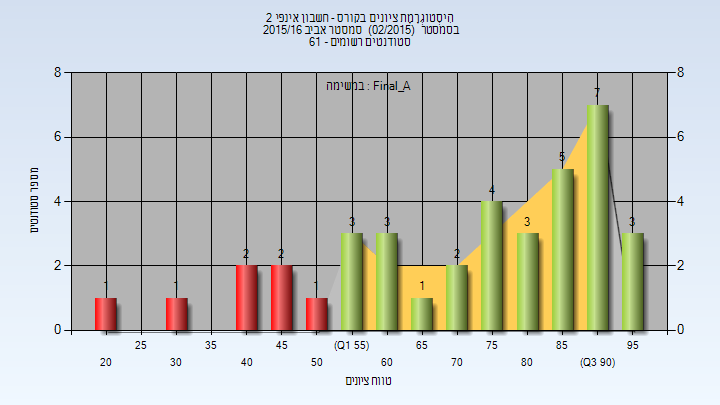 היסטוגרמת ציונים בקורס - חשבון אינפי 2
בסמסטר (02/2015) סמסטר אביב 2015/16
סטודנטים רשומים - 61
במשימה : Final_A
8 8
6 6
4 4
2 2
0 0
מספר סטודנטים
1 1 2 2 1 3 3 1 2 4 3 5 7 3
25 35 45 (Q1 55) 65 75 85 95
20 30 40 50 60 70 80 (Q3 90)
טווח ציונים